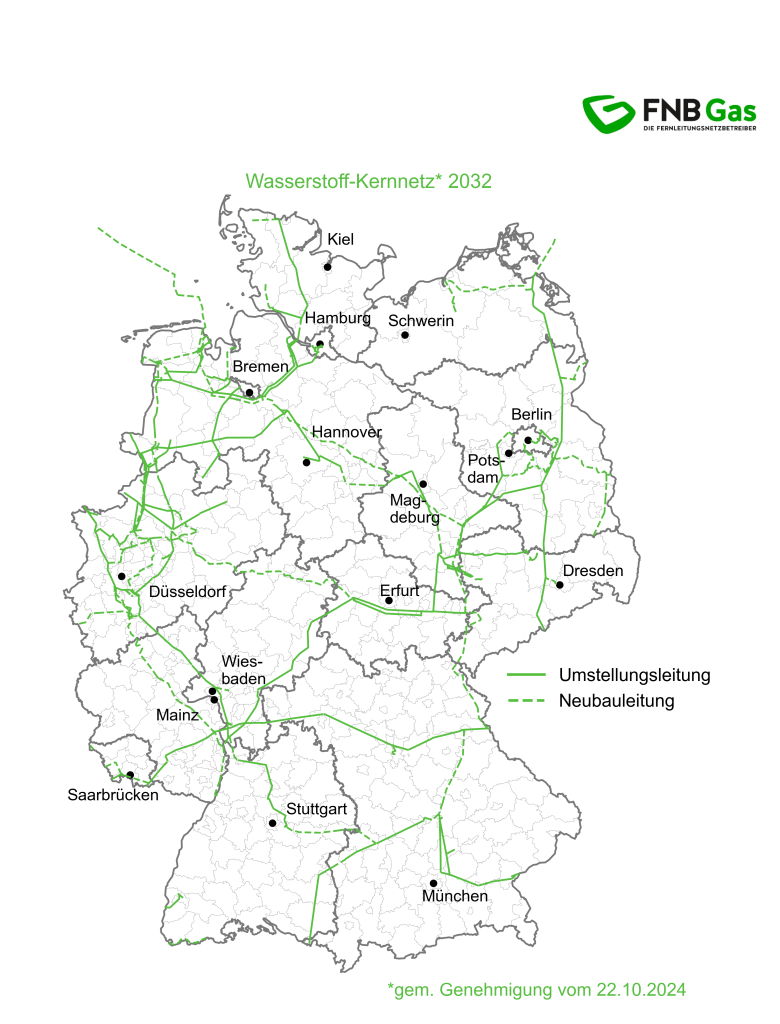 FNB Gas
DIE FERNLEITUNGSNETZBETREIBER
Wasserstoff-Kernnetz* 2032
Kiel
Hamburg
Schwerin
Bremen
Berlin
Hannover
Pots-
dam
Mag-
deburg
Dresden
Erfurt
Düsseldorf
Wies-
baden
Umstellungsleitung
Neubauleitung
Mainz
Saarbrücken
Stuttgart
München
*gem. Genehmigung vom 22.10.2024